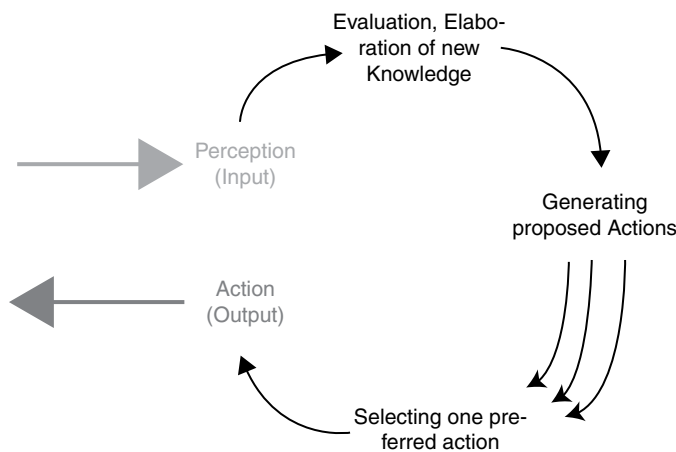 Evaluation, Elabo-
ration of new
Knowledge
Perception
(Input)
Generating
proposed Actions
Action
(Output)
Selecting one pre-
ferred action